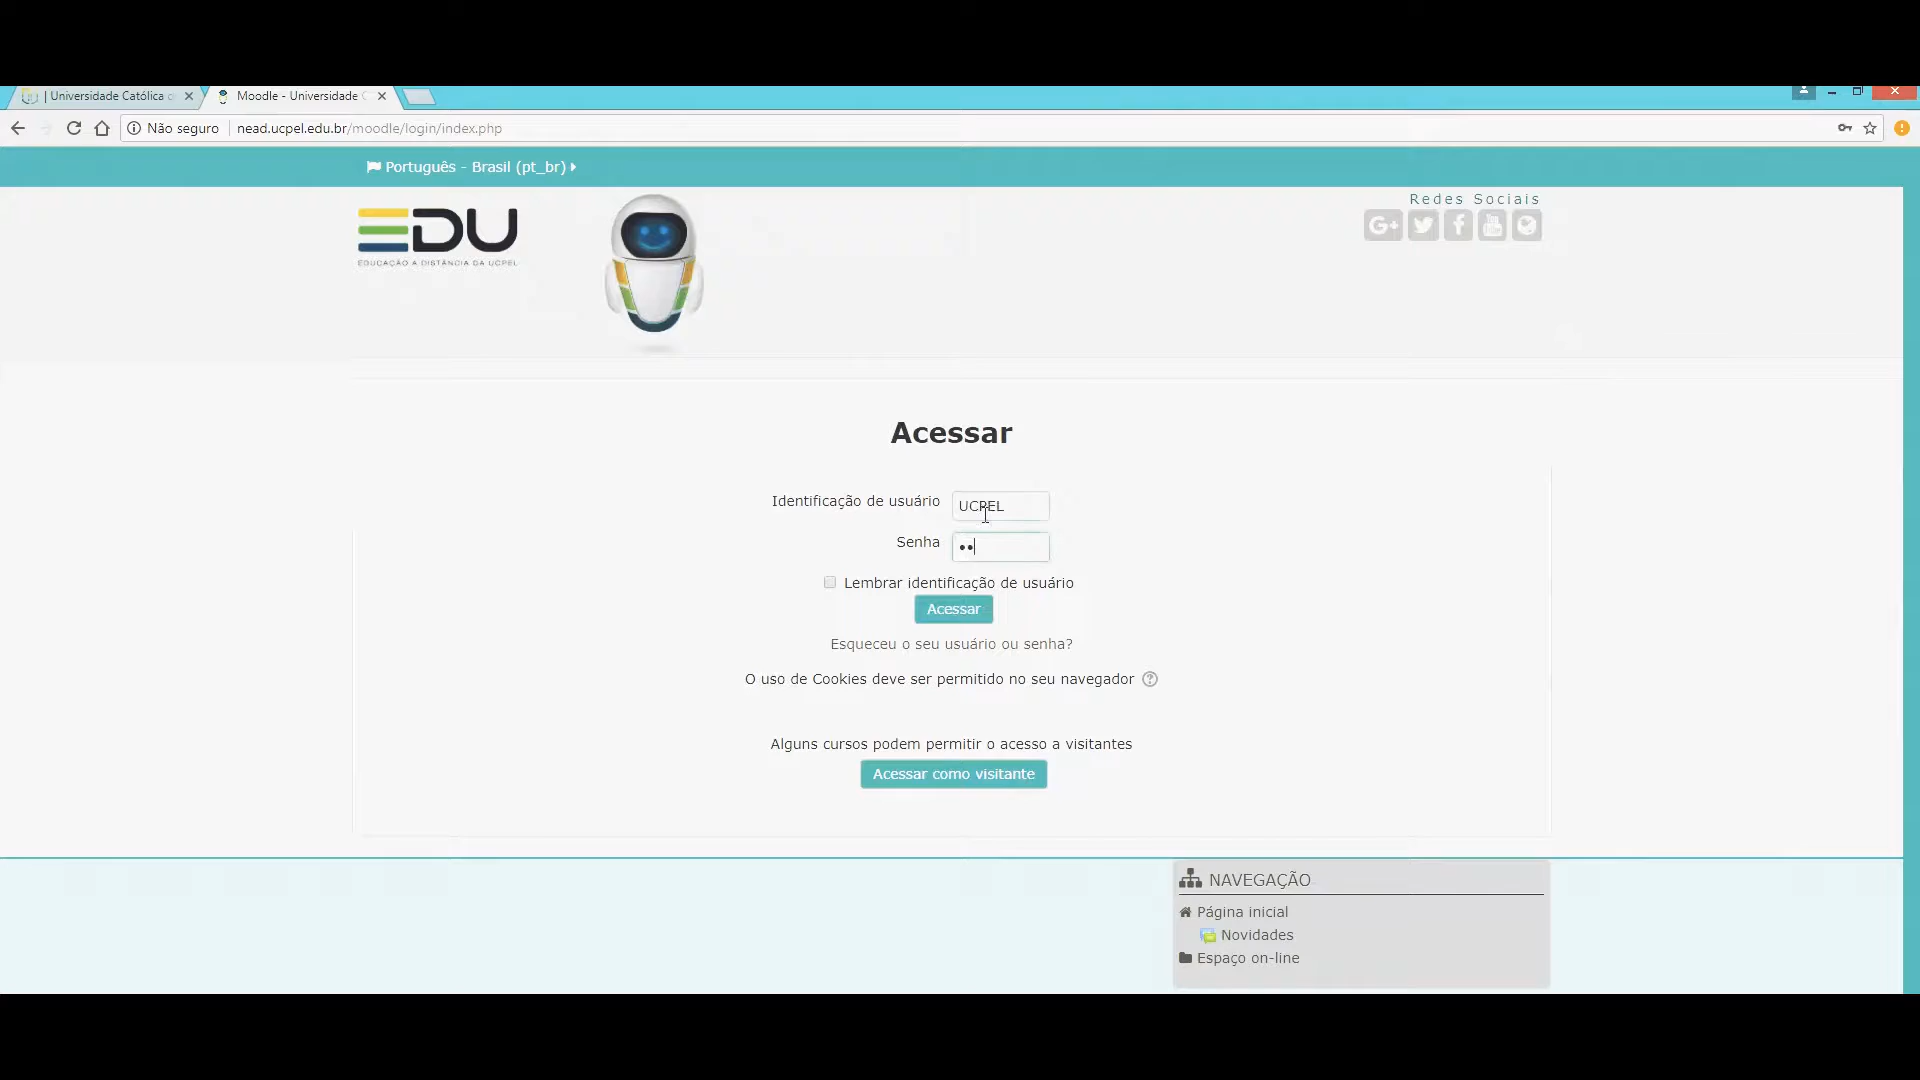 | Universidade Católica
Moodle - Universidade
Não seguro
nead.ucpel.edu.br/moodle/login/index.php
Português - Brasil (pt_br)
EDU
EDUCAÇÃO A DISTÂNCIA DA UCPEL
Redes Sociais
G+
You
Acessar
Identificação de usuário
UCPEL
Senha
••
Lembrar identificação de usuário
Acessar
Esqueceu o seu usuário ou senha?
O uso de Cookies deve ser permitido no seu navegador
Alguns cursos podem permitir o acesso a visitantes
Acessar como visitante
NAVEGAÇÃO
Página inicial
Novidades
Espaço on-line